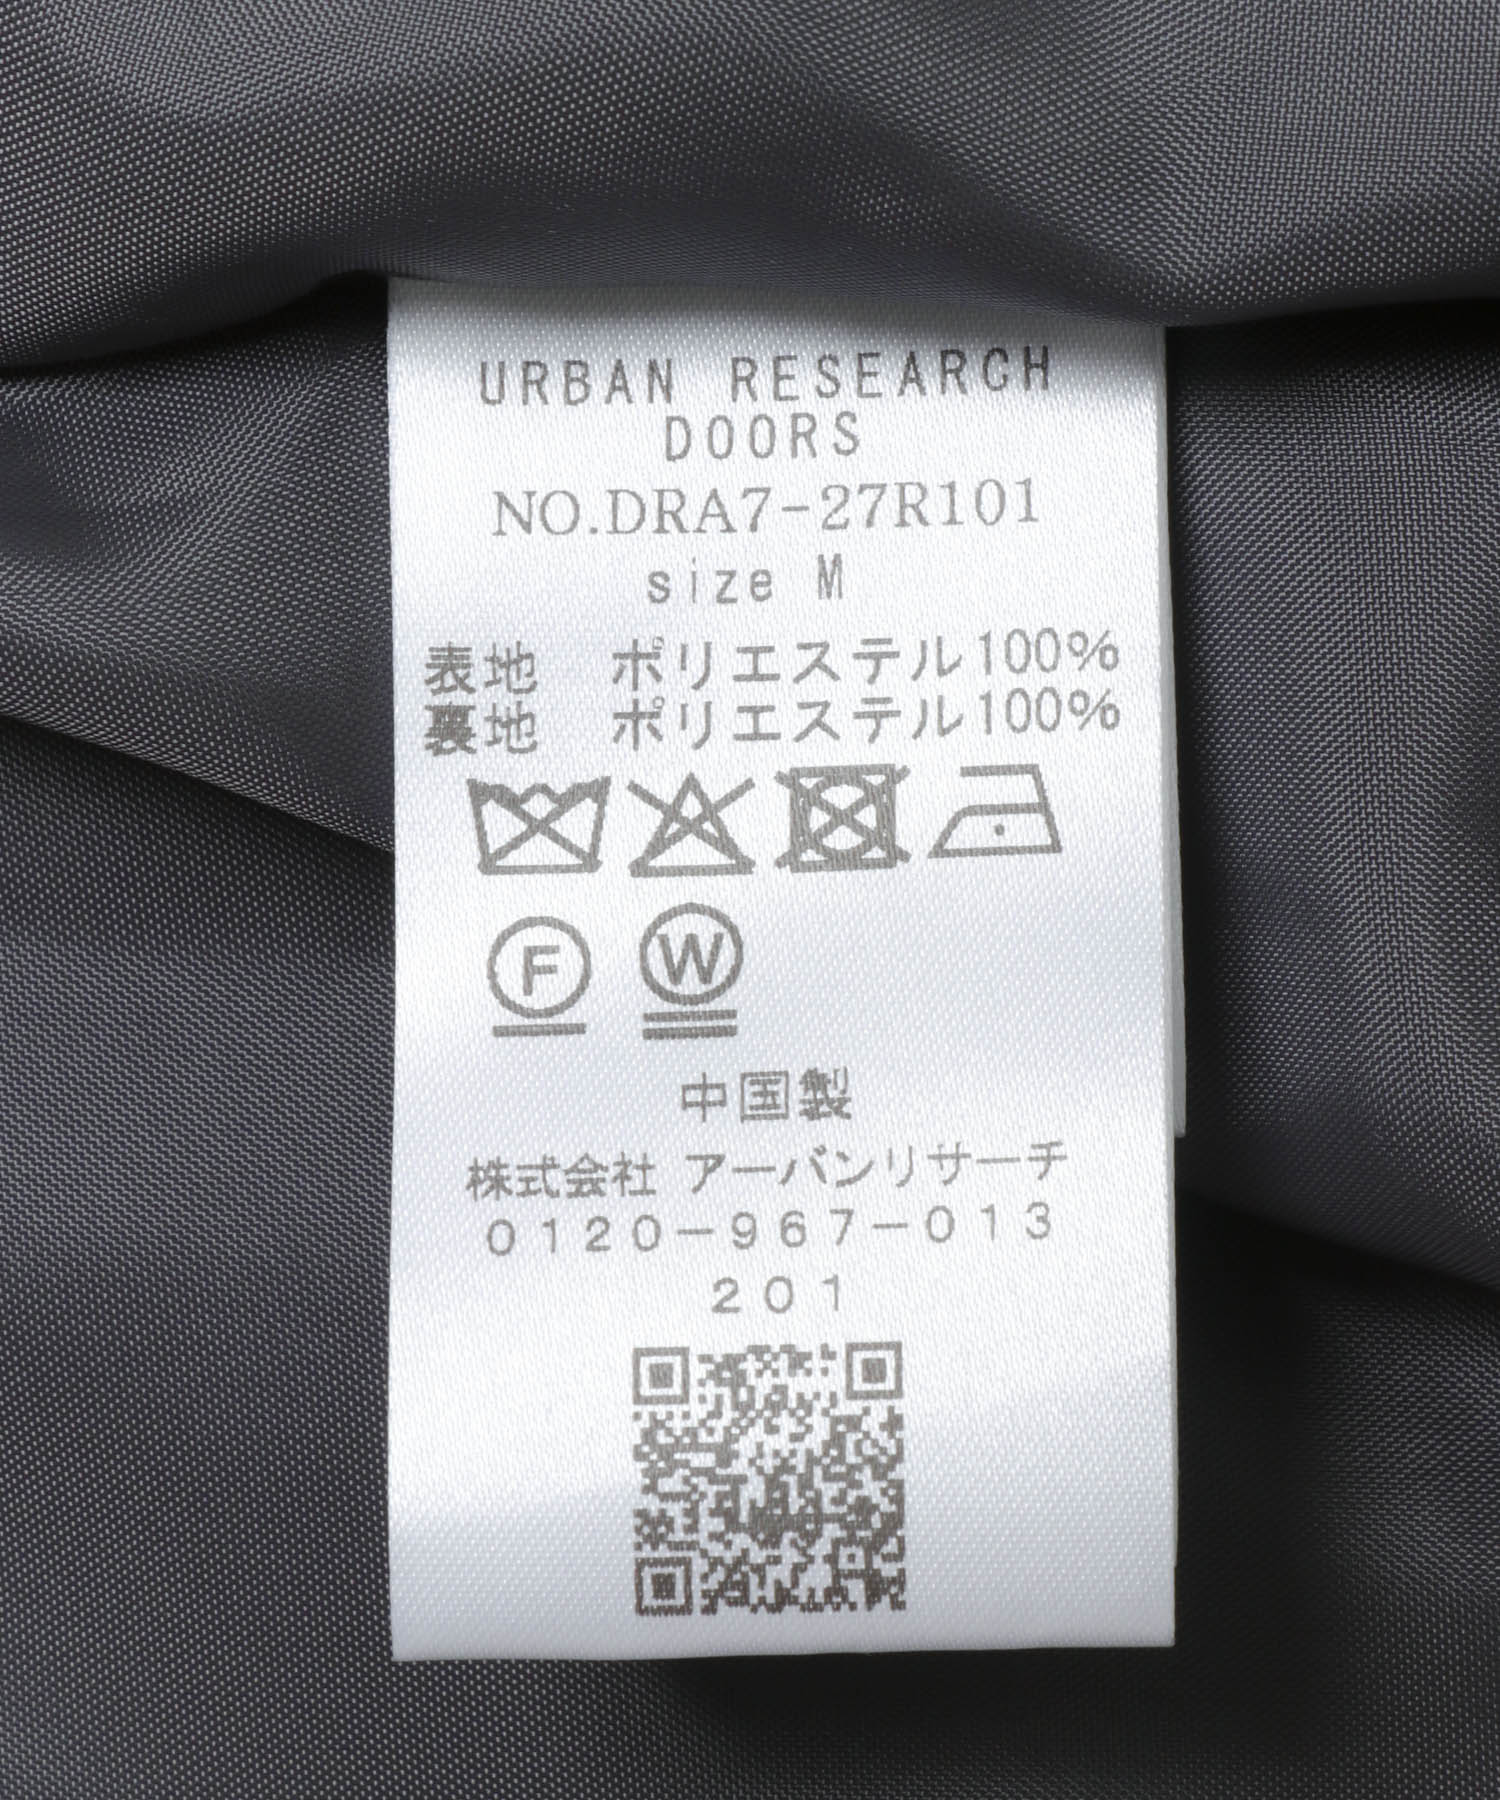 URBAN RESEARCH
DOORS
NO.DRA7-27R101
size M
表地 ポリエステル100%
裏地 ポリエステル100%
F W
中国製
株式会社 アーバンリサーチ
0120-967-013
201